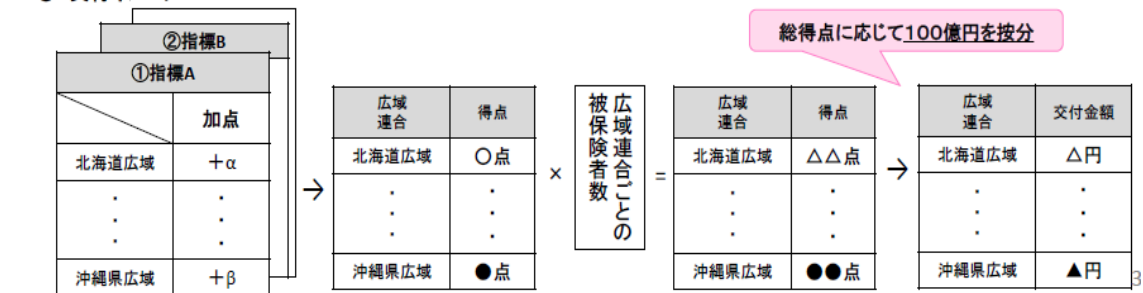 総得点に応じて100億円を按分
②指標B
①指標A
加点
北海道広域 +α
・ ・
・ ・
・ ・
沖縄県広域 +β
→
広域
連合 得点
北海道広域 〇点
・ ・
・ ・
・ ・
沖縄県広域 ●点
×
広域連合ごとの
被保険者数
=
広域
連合 得点
北海道広域 △△点
・ ・
・ ・
・ ・
沖縄県広域 ●●点
→
広域
連合 交付金額
北海道広域 △円
・ ・
・ ・
・ ・
沖縄県広域 ▲円
3